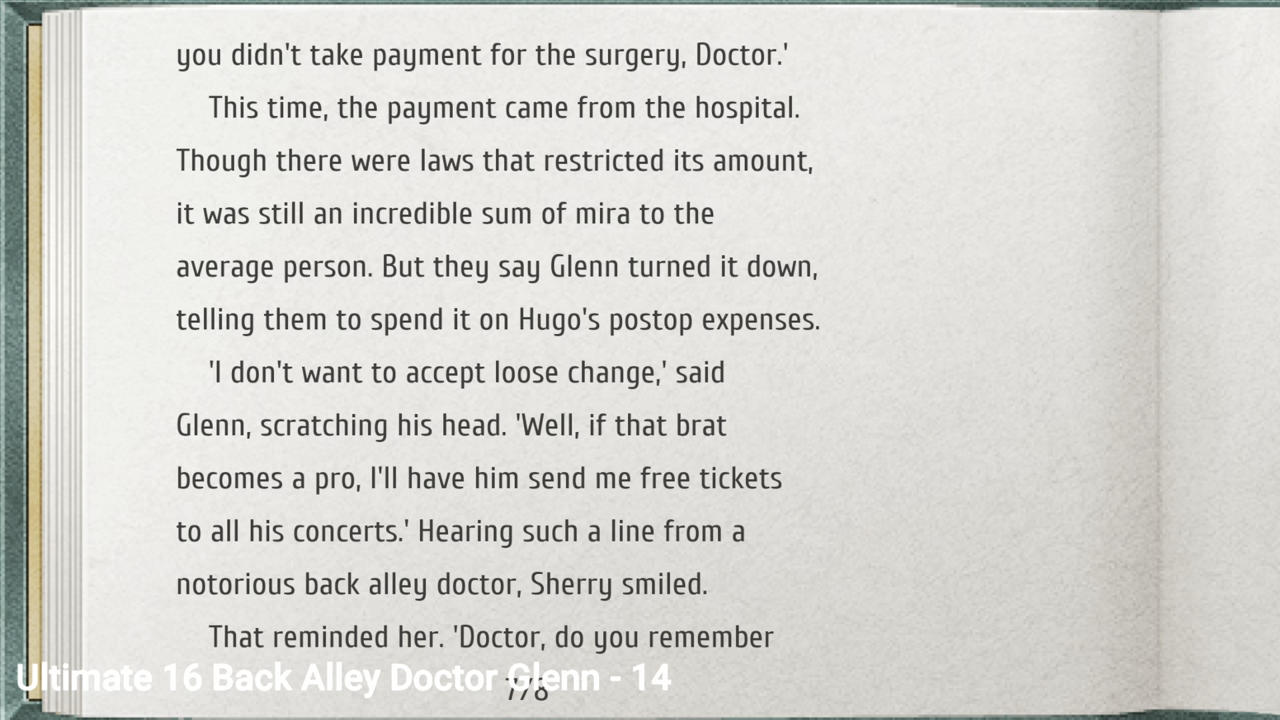 you didn't take payment for the surgery, Doctor.'
This time, the payment came from the hospital.
Though there were laws that restricted its amount,
it was still an incredible sum of mira to the
average person. But they say Glenn turned it down,
telling them to spend it on Hugo's postop expenses.
'I don't want to accept loose change,' said
Glenn, scratching his head. 'Well, if that brat
becomes a pro, I'll have him send me free tickets
to all his concerts.' Hearing such a line from a
notorious back alley doctor, Sherry smiled.
That reminded her. 'Doctor, do you remember
Ultimate 16 Back Alley Doctor Glenn - 14
7/8